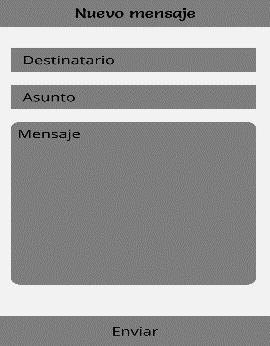 Nuevo mensaje
Destinatario
Asunto
Mensaje
Enviar